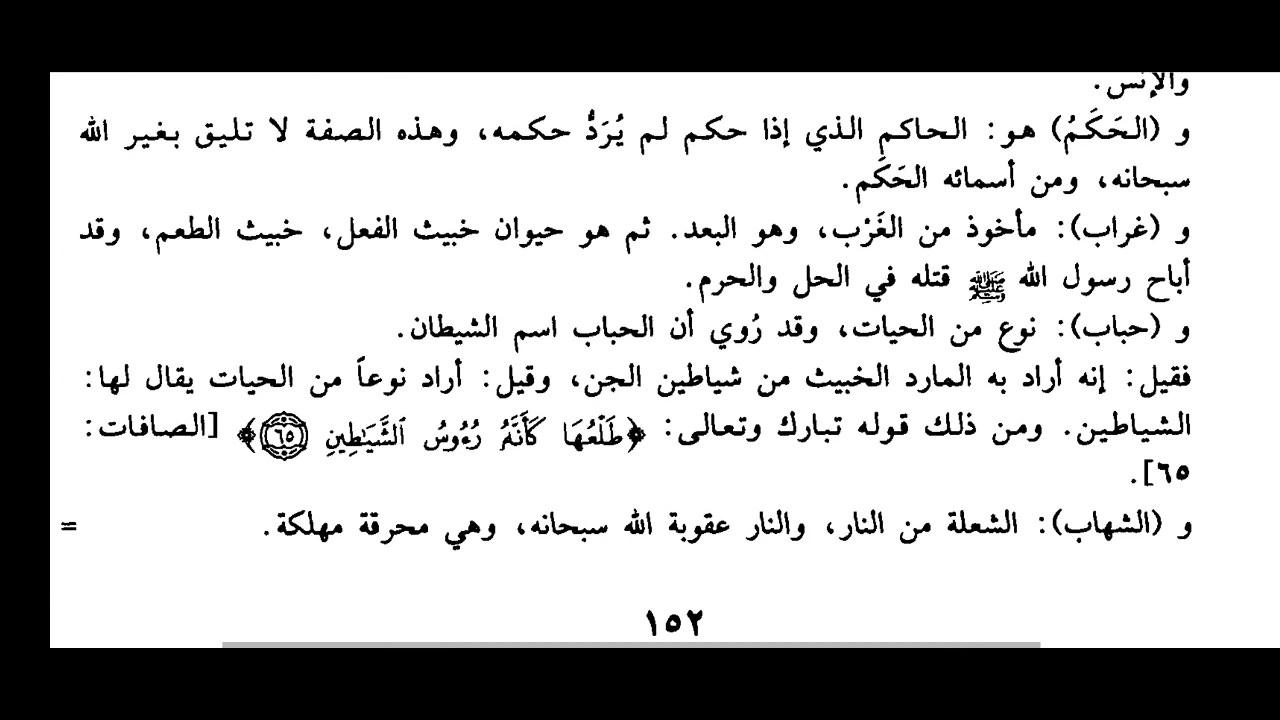 والإنس.
و (الحَكَمُ) هو: الحاكم الذي إذا حكم لم يُرَدُّ حكمه، وهذه الصفة لا تليق بغير الله
سبحانه، ومن أسمائه الحَكَم.
و (غراب): مأخوذ من الغَرْب، وهو البعد. ثم هو حيوان خبيث الفعل، خبيث الطعم، وقد
أباح رسول الله ﷺ قتله في الحل والحرم.
و (حباب): نوع من الحيات، وقد رُوي أن الحباب اسم الشيطان.
فقيل: إنه أراد به المارد الخبيث من شياطين الجن، وقيل: أراد نوعاً من الحيات يقال لها:
الشياطين. ومن ذلك قوله تبارك وتعالى: ﴿طَلْعُهَا كَأَنَّهُۥ رُءُوسُ ٱلشَّيَـٰطِينِ ٦٥﴾ [الصافات:
٦٥].
و (الشهاب): الشعلة من النار، والنار عقوبة الله سبحانه، وهي محرقة مهلكة. =
١٥٢